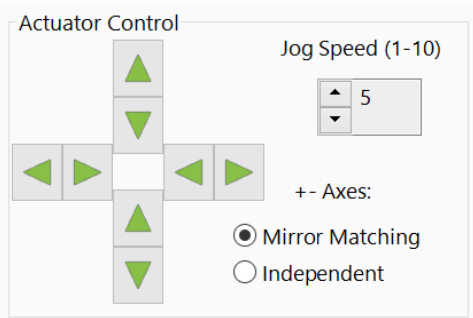 Actuator Control
Jog Speed (1-10)
5
+- Axes:
Mirror Matching
Independent